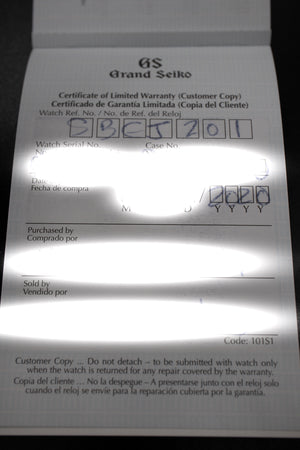 GS
Grand Seiko
Certificate of Limited Warranty (Customer Copy)
Certificado de Garantía Limitada (Copia del Cliente)
Watch Ref. No. / No. de Ref. del Reloj
SBCJ201
Watch Serial No. Case No.
Fecha de compra
/ 2020
M Y Y Y Y
Purchased by
Comprado por
Sold by
Vendido por
Code: 101S1
Customer Copy ... Do not detach – to be submitted with watch only
when the watch is returned for any repair covered by the warranty.
Copia del cliente ... No la despegue – A presentarse junto con el reloj solo
cuando el reloj se envíe para la reparación cubierta por la garantía.